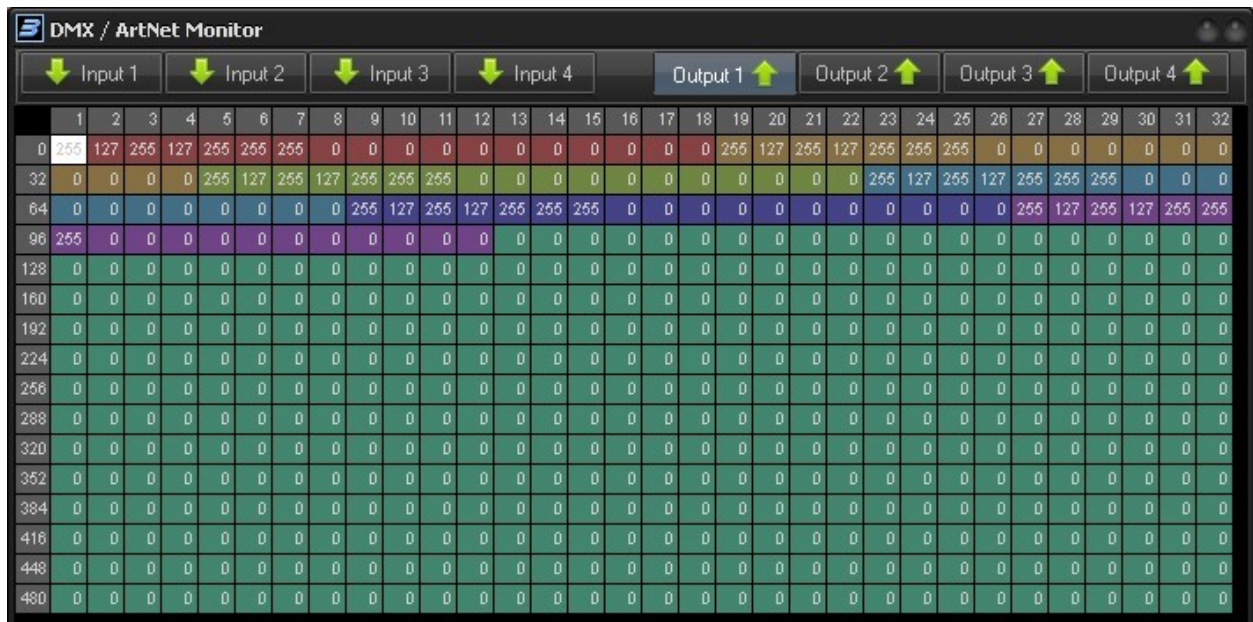 DMX / ArtNet Monitor
Input 1 Input 2 Input 3 Input 4 Output 1 Output 2 Output 3 Output 4
1 2 3 4 5 6 7 8 9 10 11 12 13 14 15 16 17 18 19 20 21 22 23 24 25 26 27 28 29 30 31 32
0 255 127 255 127 255 255 255 0 0 0 0 0 0 0 0 0 0 0 255 127 255 127 255 255 255 0 0 0 0 0 0 0
32 0 0 0 0 255 127 255 127 255 255 255 0 0 0 0 0 0 0 0 0 0 0 255 127 255 127 255 255 255 0 0 0
64 0 0 0 0 0 0 0 0 255 127 255 127 255 255 255 0 0 0 0 0 0 0 0 0 0 0 255 127 255 127 255 255
96 255 0 0 0 0 0 0 0 0 0 0 0 0 0 0 0 0 0 0 0 0 0 0 0 0 0 0 0 0 0 0 0
128 0 0 0 0 0 0 0 0 0 0 0 0 0 0 0 0 0 0 0 0 0 0 0 0 0 0 0 0 0 0 0 0
160 0 0 0 0 0 0 0 0 0 0 0 0 0 0 0 0 0 0 0 0 0 0 0 0 0 0 0 0 0 0 0 0
192 0 0 0 0 0 0 0 0 0 0 0 0 0 0 0 0 0 0 0 0 0 0 0 0 0 0 0 0 0 0 0 0
224 0 0 0 0 0 0 0 0 0 0 0 0 0 0 0 0 0 0 0 0 0 0 0 0 0 0 0 0 0 0 0 0
256 0 0 0 0 0 0 0 0 0 0 0 0 0 0 0 0 0 0 0 0 0 0 0 0 0 0 0 0 0 0 0 0
288 0 0 0 0 0 0 0 0 0 0 0 0 0 0 0 0 0 0 0 0 0 0 0 0 0 0 0 0 0 0 0 0
320 0 0 0 0 0 0 0 0 0 0 0 0 0 0 0 0 0 0 0 0 0 0 0 0 0 0 0 0 0 0 0 0
352 0 0 0 0 0 0 0 0 0 0 0 0 0 0 0 0 0 0 0 0 0 0 0 0 0 0 0 0 0 0 0 0
384 0 0 0 0 0 0 0 0 0 0 0 0 0 0 0 0 0 0 0 0 0 0 0 0 0 0 0 0 0 0 0 0
416 0 0 0 0 0 0 0 0 0 0 0 0 0 0 0 0 0 0 0 0 0 0 0 0 0 0 0 0 0 0 0 0
448 0 0 0 0 0 0 0 0 0 0 0 0 0 0 0 0 0 0 0 0 0 0 0 0 0 0 0 0 0 0 0 0
480 0 0 0 0 0 0 0 0 0 0 0 0 0 0 0 0 0 0 0 0 0 0 0 0 0 0 0 0 0 0 0 0